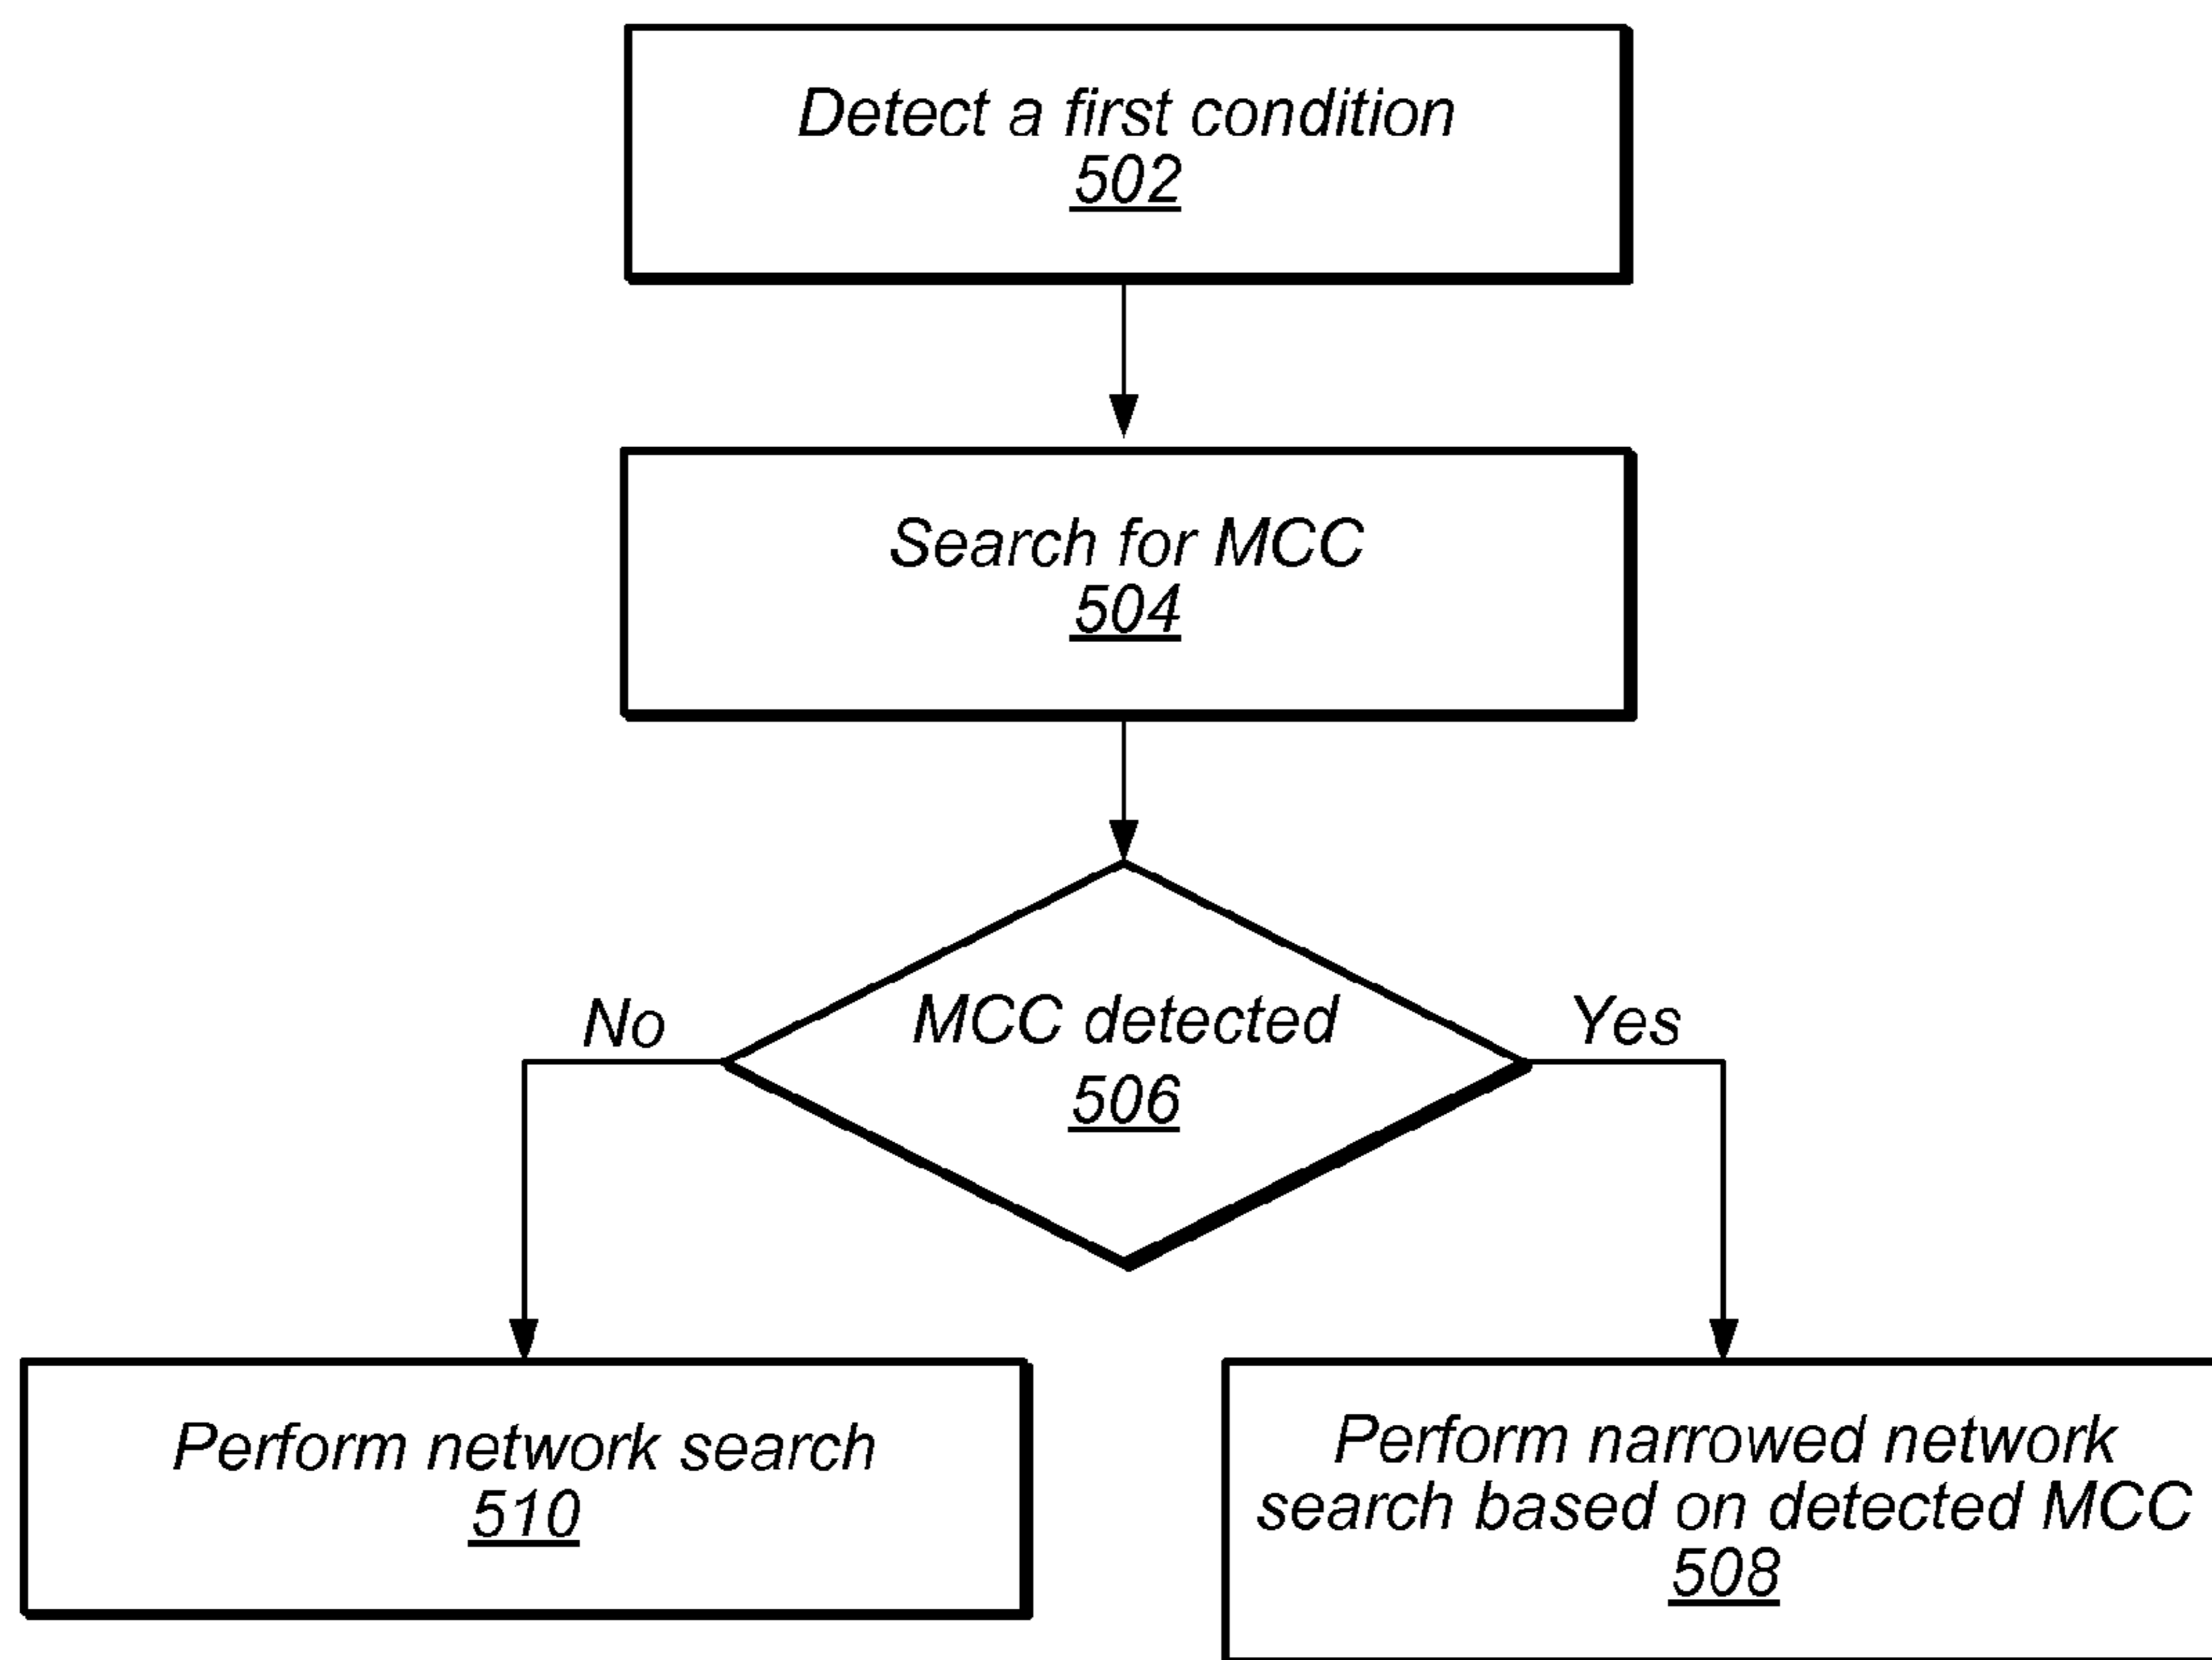 Detect a first condition
502
Search for MCC
504
MCC detected
506
No
Yes
Perform network search
510
Perform narrowed network
search based on detected MCC
508